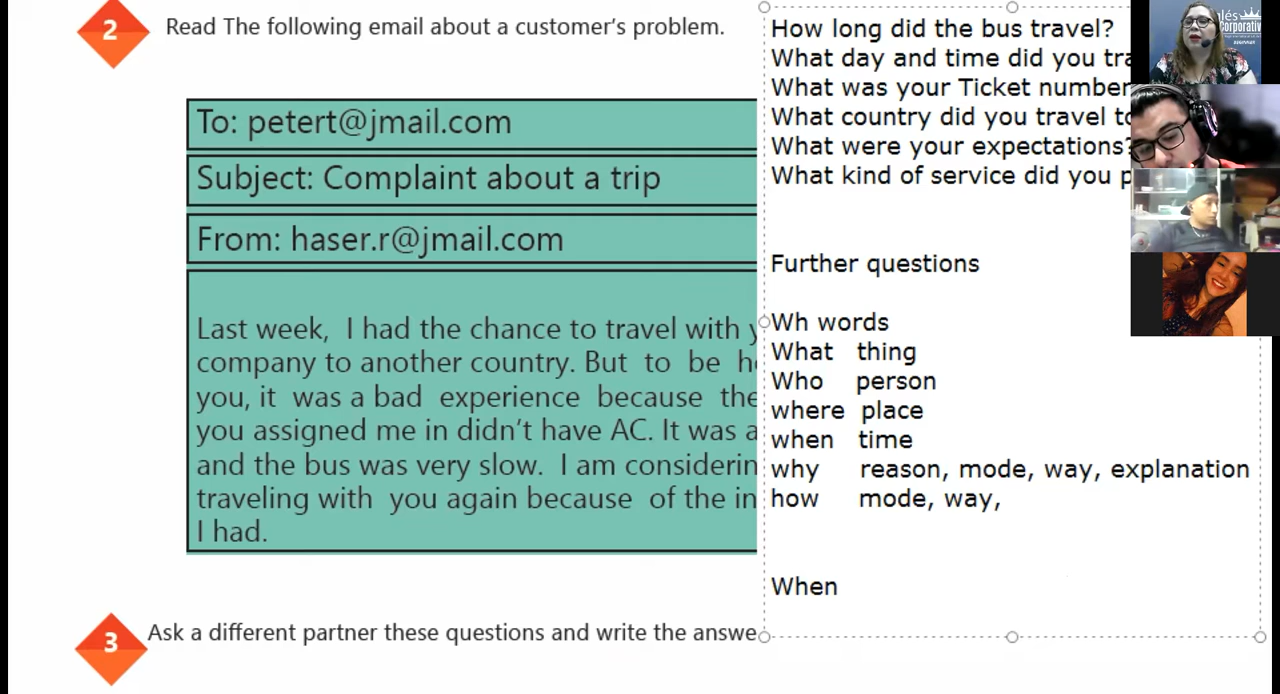 2
Read The following email about a customer's problem.
To: petert@jmail.com
Subject: Complaint about a trip
From: haser.r@jmail.com
Last week, I had the chance to travel with
company to another country. But to be
you, it was a bad experience because the
you assigned me in didn't have AC. It was a
and the bus was very slow. I am
traveling with you again because of the
I had.
3
Ask a different partner these questions and write the
How long did the bus travel?
What day and time did you
What was your Ticket number
What country did you travel
What were your expectations?
What kind of service did you
Further questions
Wh words
What thing
Who person
where place
when time
why reason, mode, way, explanation
how mode, way,
When